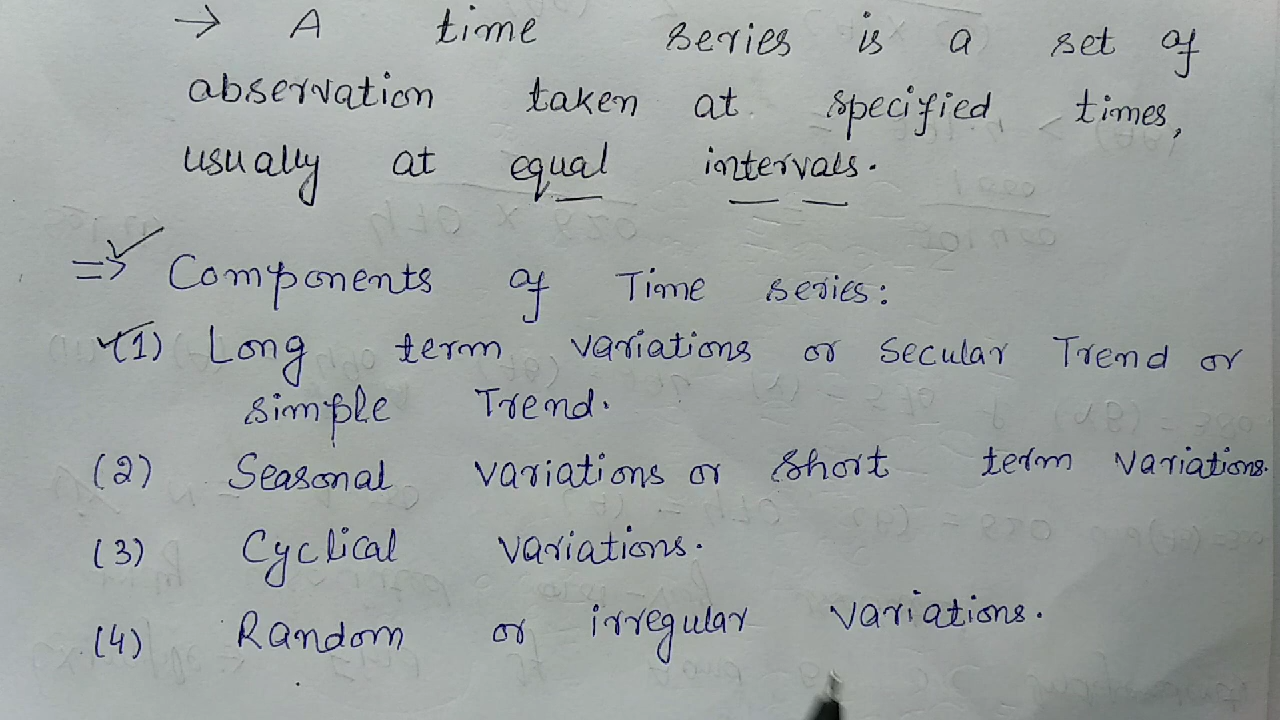 → A time series is a set of
observation taken at specified times,
usually at equal intervals.
⇒ Components of Time series:
(1) Long term variations or Secular Trend or
simple Trend.
(2) Seasonal variations or short term variations.
(3) Cyclical variations.
(4) Random or irregular variations.